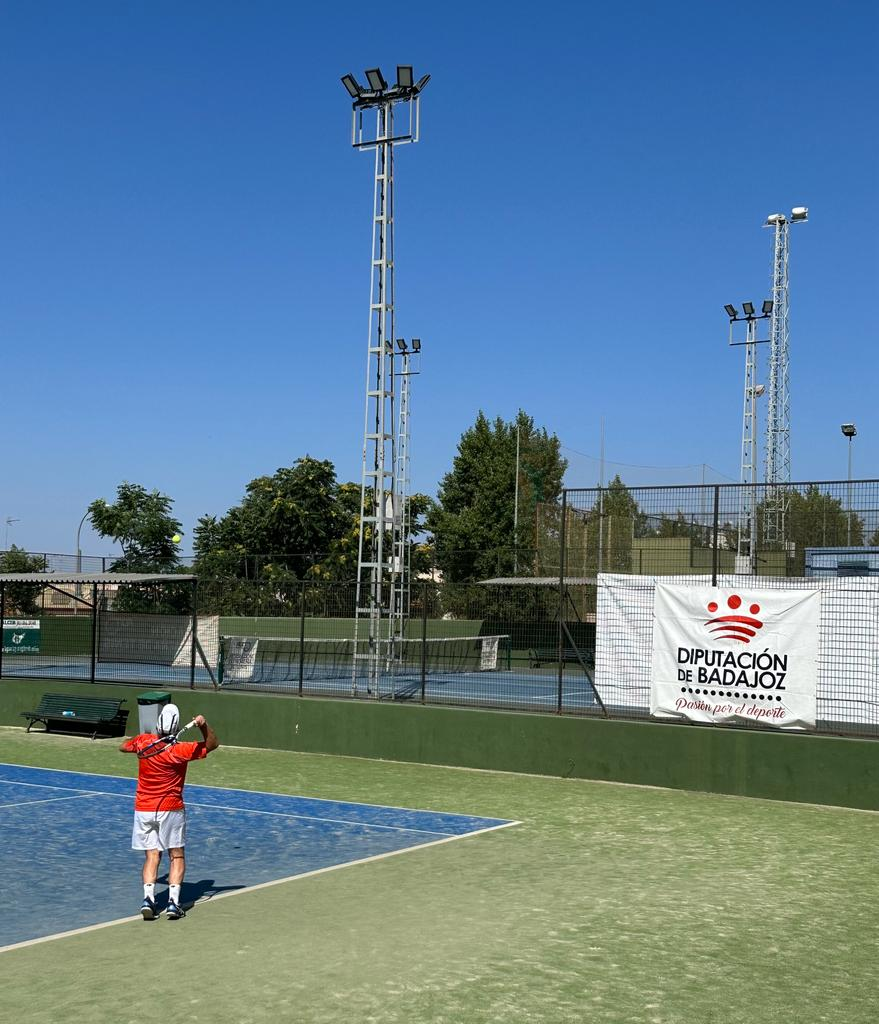 DIPUTACIÓN
DE BADAJOZ
Pasión por el deporte